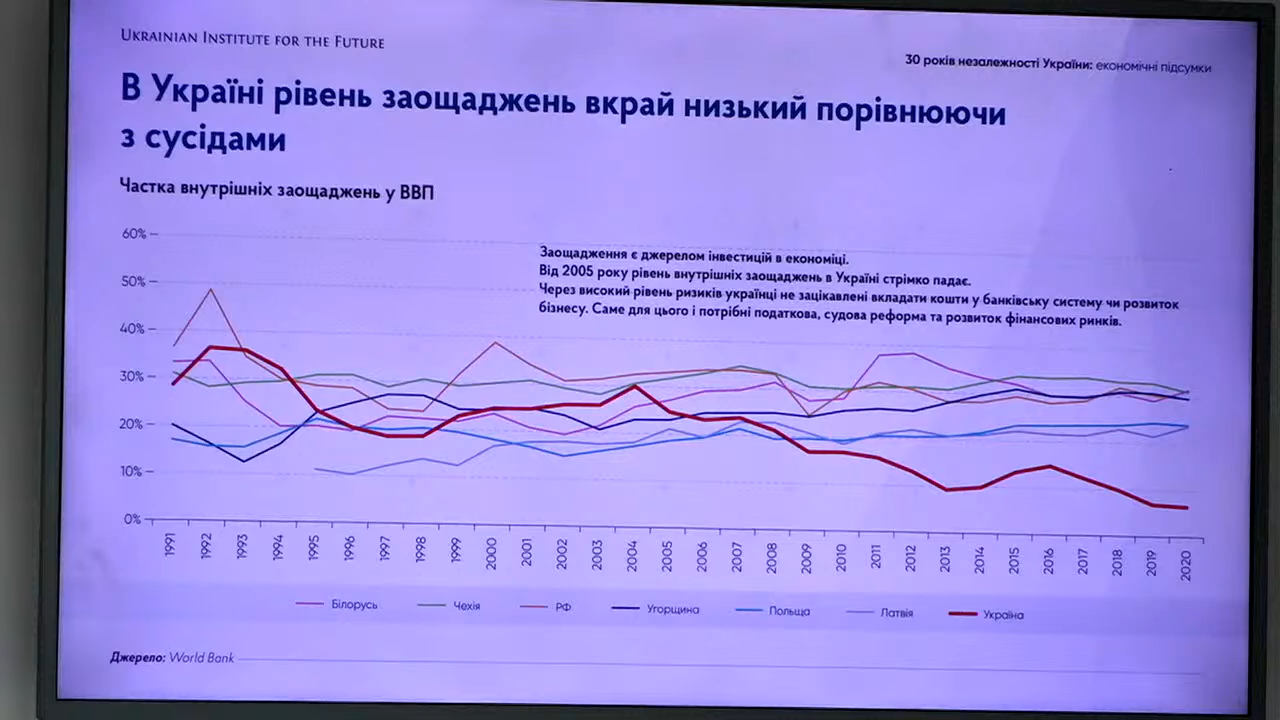 UKRAINIAN INSTITUTE FOR THE FUTURE
30 років незалежності України: економічні підсумки
В Україні рівень заощаджень вкрай низький порівнюючи
з сусідами
Частка внутрішніх заощаджень у ВВП
Заощадження є джерелом інвестицій в економіці.
Від 2005 року рівень внутрішніх заощаджень в Україні стрімко падає.
Через високий рівень ризиків українці не зацікавлені вкладати кошти у банківську систему чи розвиток
бізнесу. Саме для цього і потрібні податкова, судова реформа та розвиток фінансових ринків.
60%
50%
40%
30%
20%
10%
0%
1991 1992 1993 1994 1995 1996 1997 1998 1999 2000 2001 2002 2003 2004 2005 2006 2007 2008 2009 2010 2011 2012 2013 2014 2015 2016 2017 2018 2019 2020
Білорусь Чехія РФ Угорщина Польща Латвія Україна
Джерело: World Bank